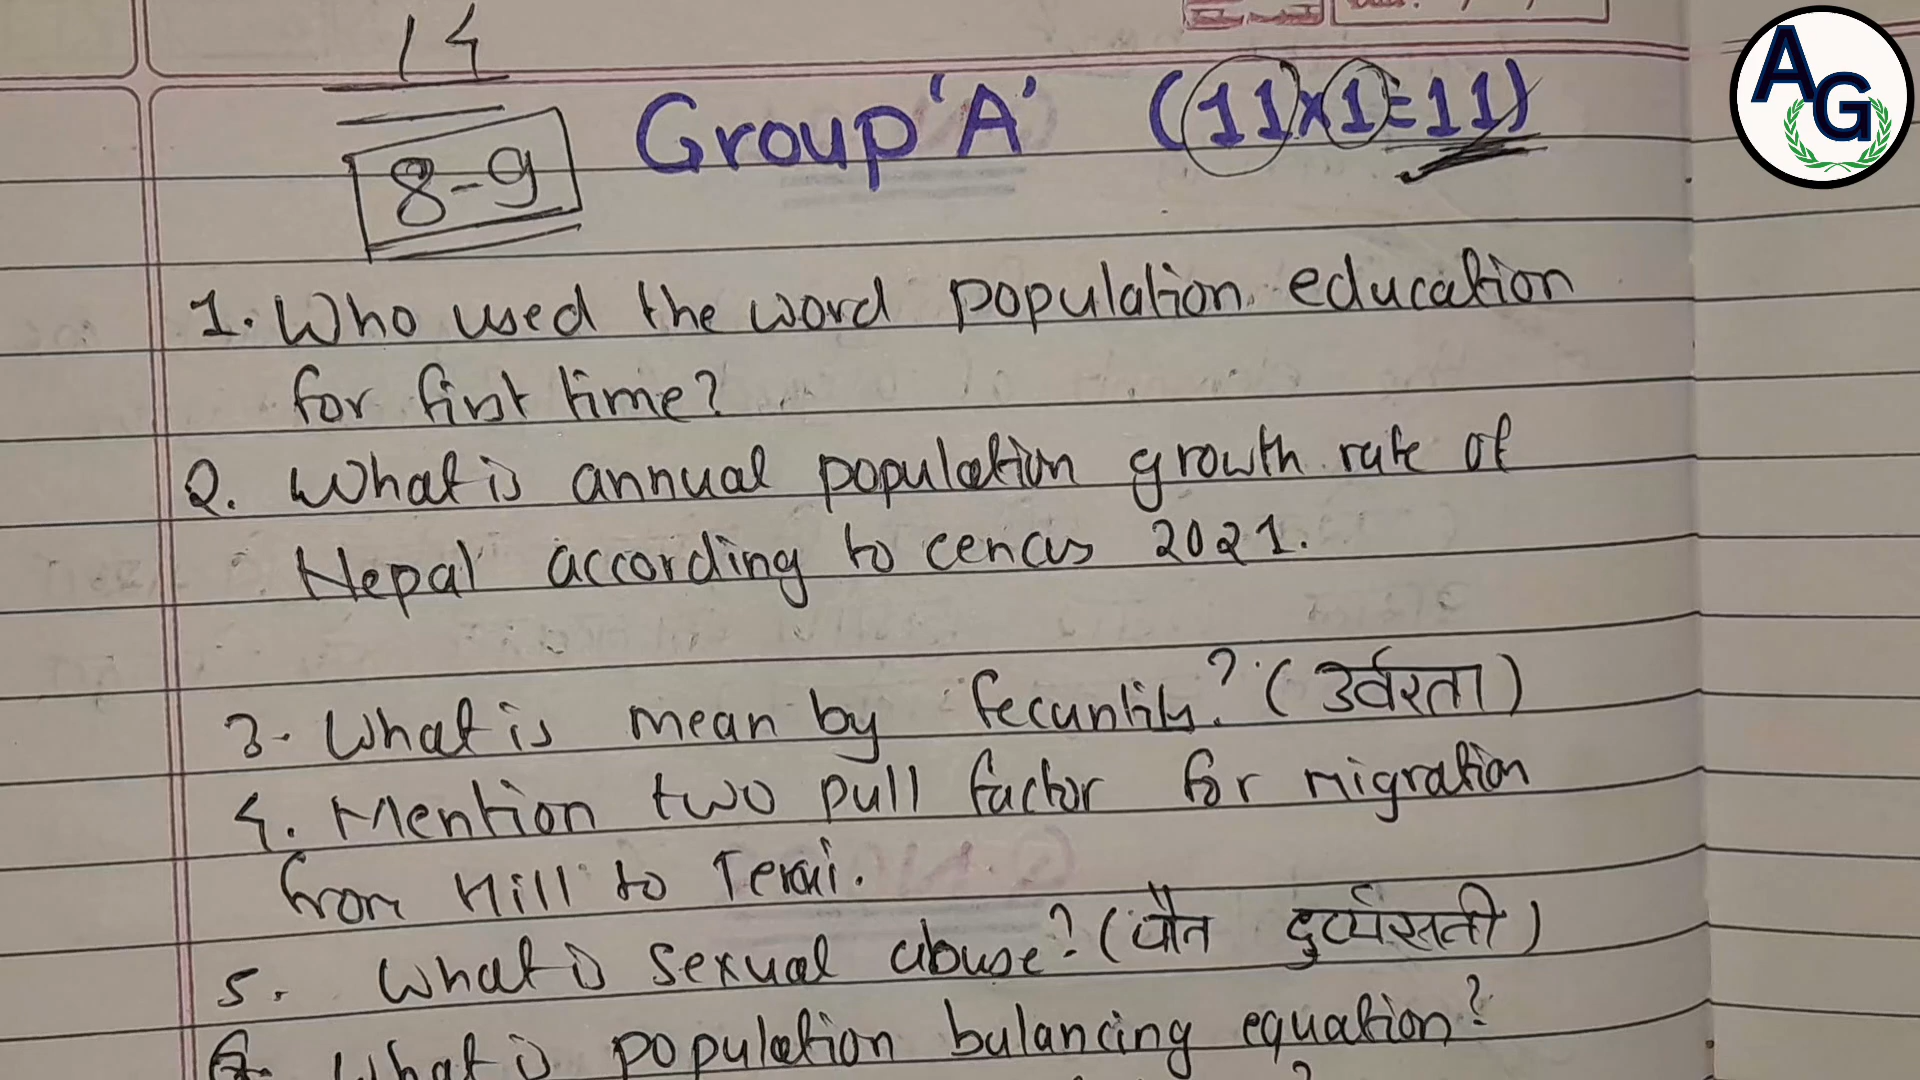 14
8-9
Group 'A' (11×1=11)
AG
1. Who used the word population education
for first time?
2. What is annual population growth rate of
Nepal according to cencus 2021.
3. What is mean by fecuntity? (उर्वरता)
4. Mention two pull factor for migration
from Hill to Terai.
5. What is sexual abuse? (यौन
What is population balancing equation?